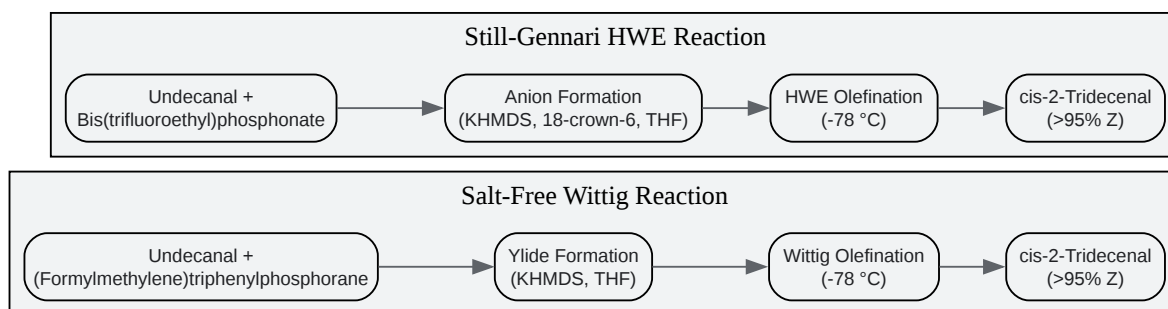 Still-Gennari HWE Reaction
Undecanal +
Bis(trifluoroethyl)phosphonate
Anion Formation
(KHMDS, 18-crown-6, THF)
HWE Olefination
(-78 °C)
cis-2-Tridecenal
(>95% Z)
Salt-Free Wittig Reaction
Undecanal +
(Formylmethylene)triphenylphosphorane
Ylide Formation
(KHMDS, THF)
Wittig Olefination
(-78 °C)
cis-2-Tridecenal
(>95% Z)